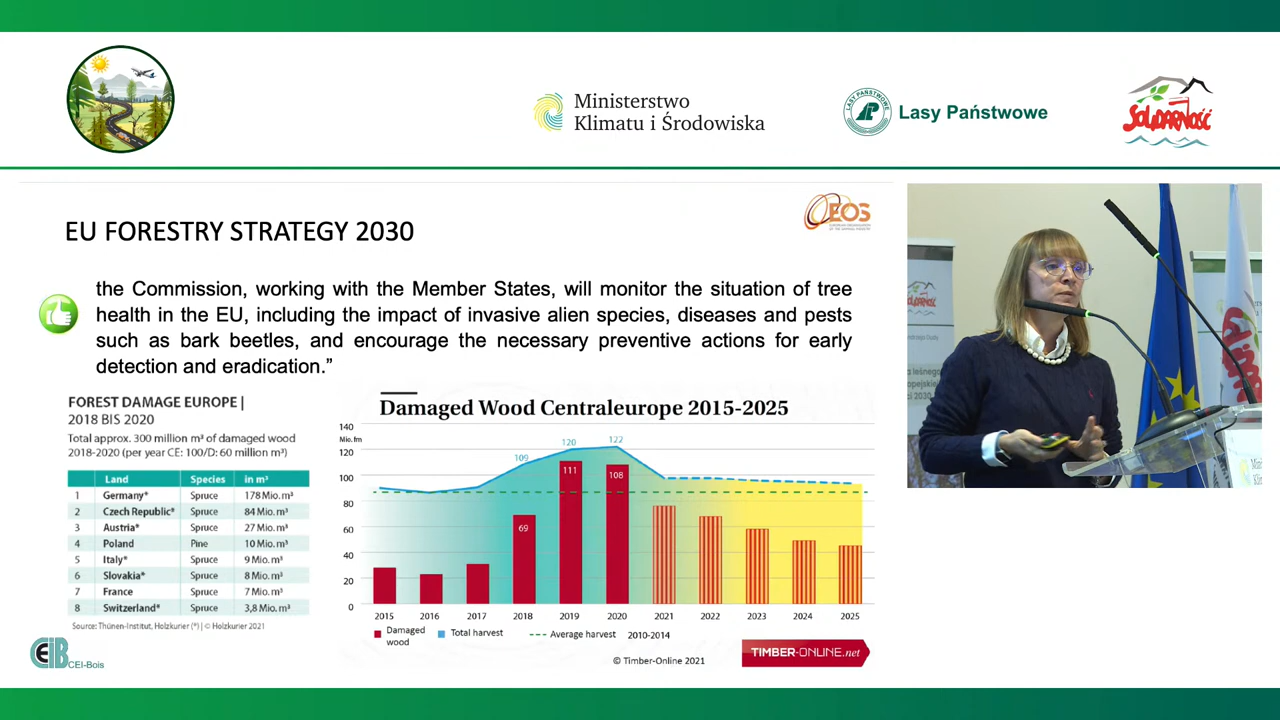 Ministerstwo
Klimatu i Środowiska
LASY PAŃSTWOWE
Lasy Państwowe
SOLIDARNOŚĆ
EU FORESTRY STRATEGY 2030
EOS
the Commission, working with the Member States, will monitor the situation of tree
health in the EU, including the impact of invasive alien species, diseases and pests
such as bark beetles, and encourage the necessary preventive actions for early
detection and eradication.”
FOREST DAMAGE EUROPE |
2018 BIS 2020
Total approx. 300 million m³ of damaged wood
2018-2020 (per year CE: 100/D: 60 million m³)
Land Species in m³
1 Germany* Spruce 178 Mio. m³
2 Czech Republic* Spruce 84 Mio. m³
3 Austria* Spruce 27 Mio. m³
4 Poland Pine 10 Mio. m³
5 Italy* Spruce 9 Mio. m³
6 Slovakia* Spruce 8 Mio. m³
7 France Spruce 7 Mio. m³
8 Switzerland* Spruce 3,8 Mio. m³
Source: Thünen-Institut, Holzkurier (*) | © Holzkurier 2021
CEI-Bois
Damaged Wood Centraleurope 2015-2025
140
Mio. fm
120
100
80
60
40
20
0
109 120 122
69 111 108
2015 2016 2017 2018 2019 2020 2021 2022 2023 2024 2025
Damaged
wood
Total harvest
Average harvest 2010-2014
© Timber-Online 2021
TIMBER-ONLINE.net